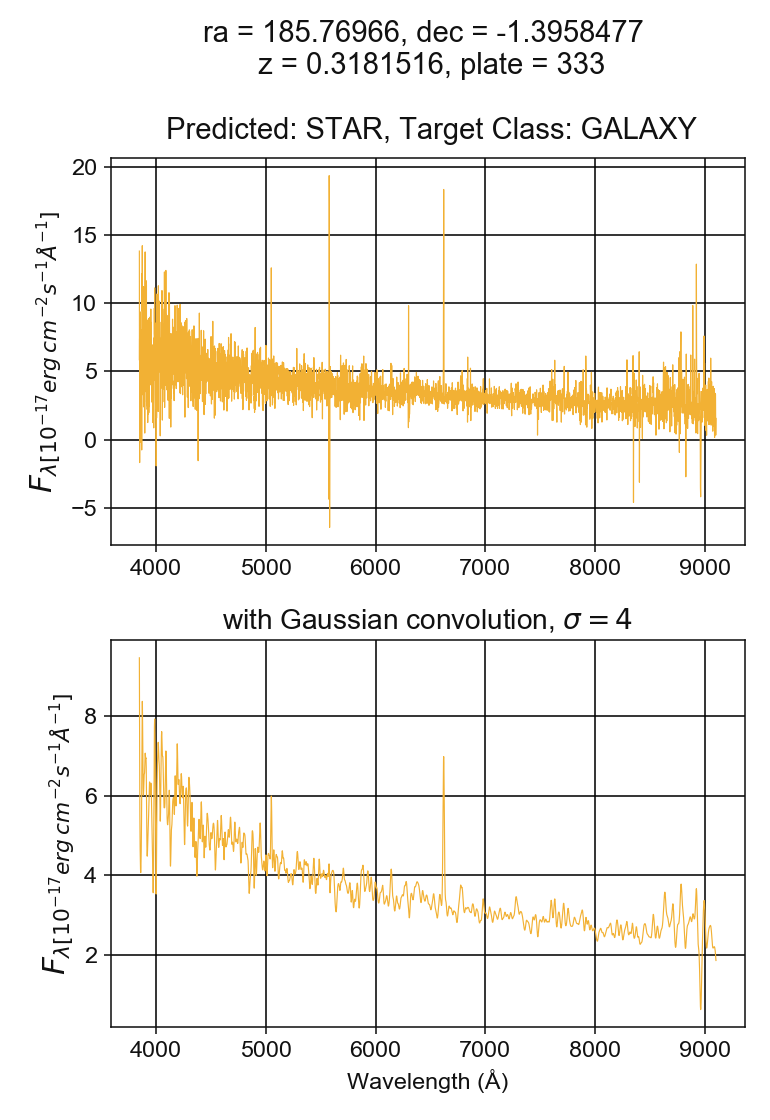 ra = 185.76966, dec = -1.3958477
z = 0.3181516, plate = 333
Predicted: STAR, Target Class: GALAXY
20
15
10
5
0
−5
F_λ[10^{−17} erg cm^{−2} s^{−1} Å^{−1}]
4000 5000 6000 7000 8000 9000
with Gaussian convolution, σ = 4
8
6
4
2
F_λ[10^{−17} erg cm^{−2} s^{−1} Å^{−1}]
4000 5000 6000 7000 8000 9000
Wavelength (Å)